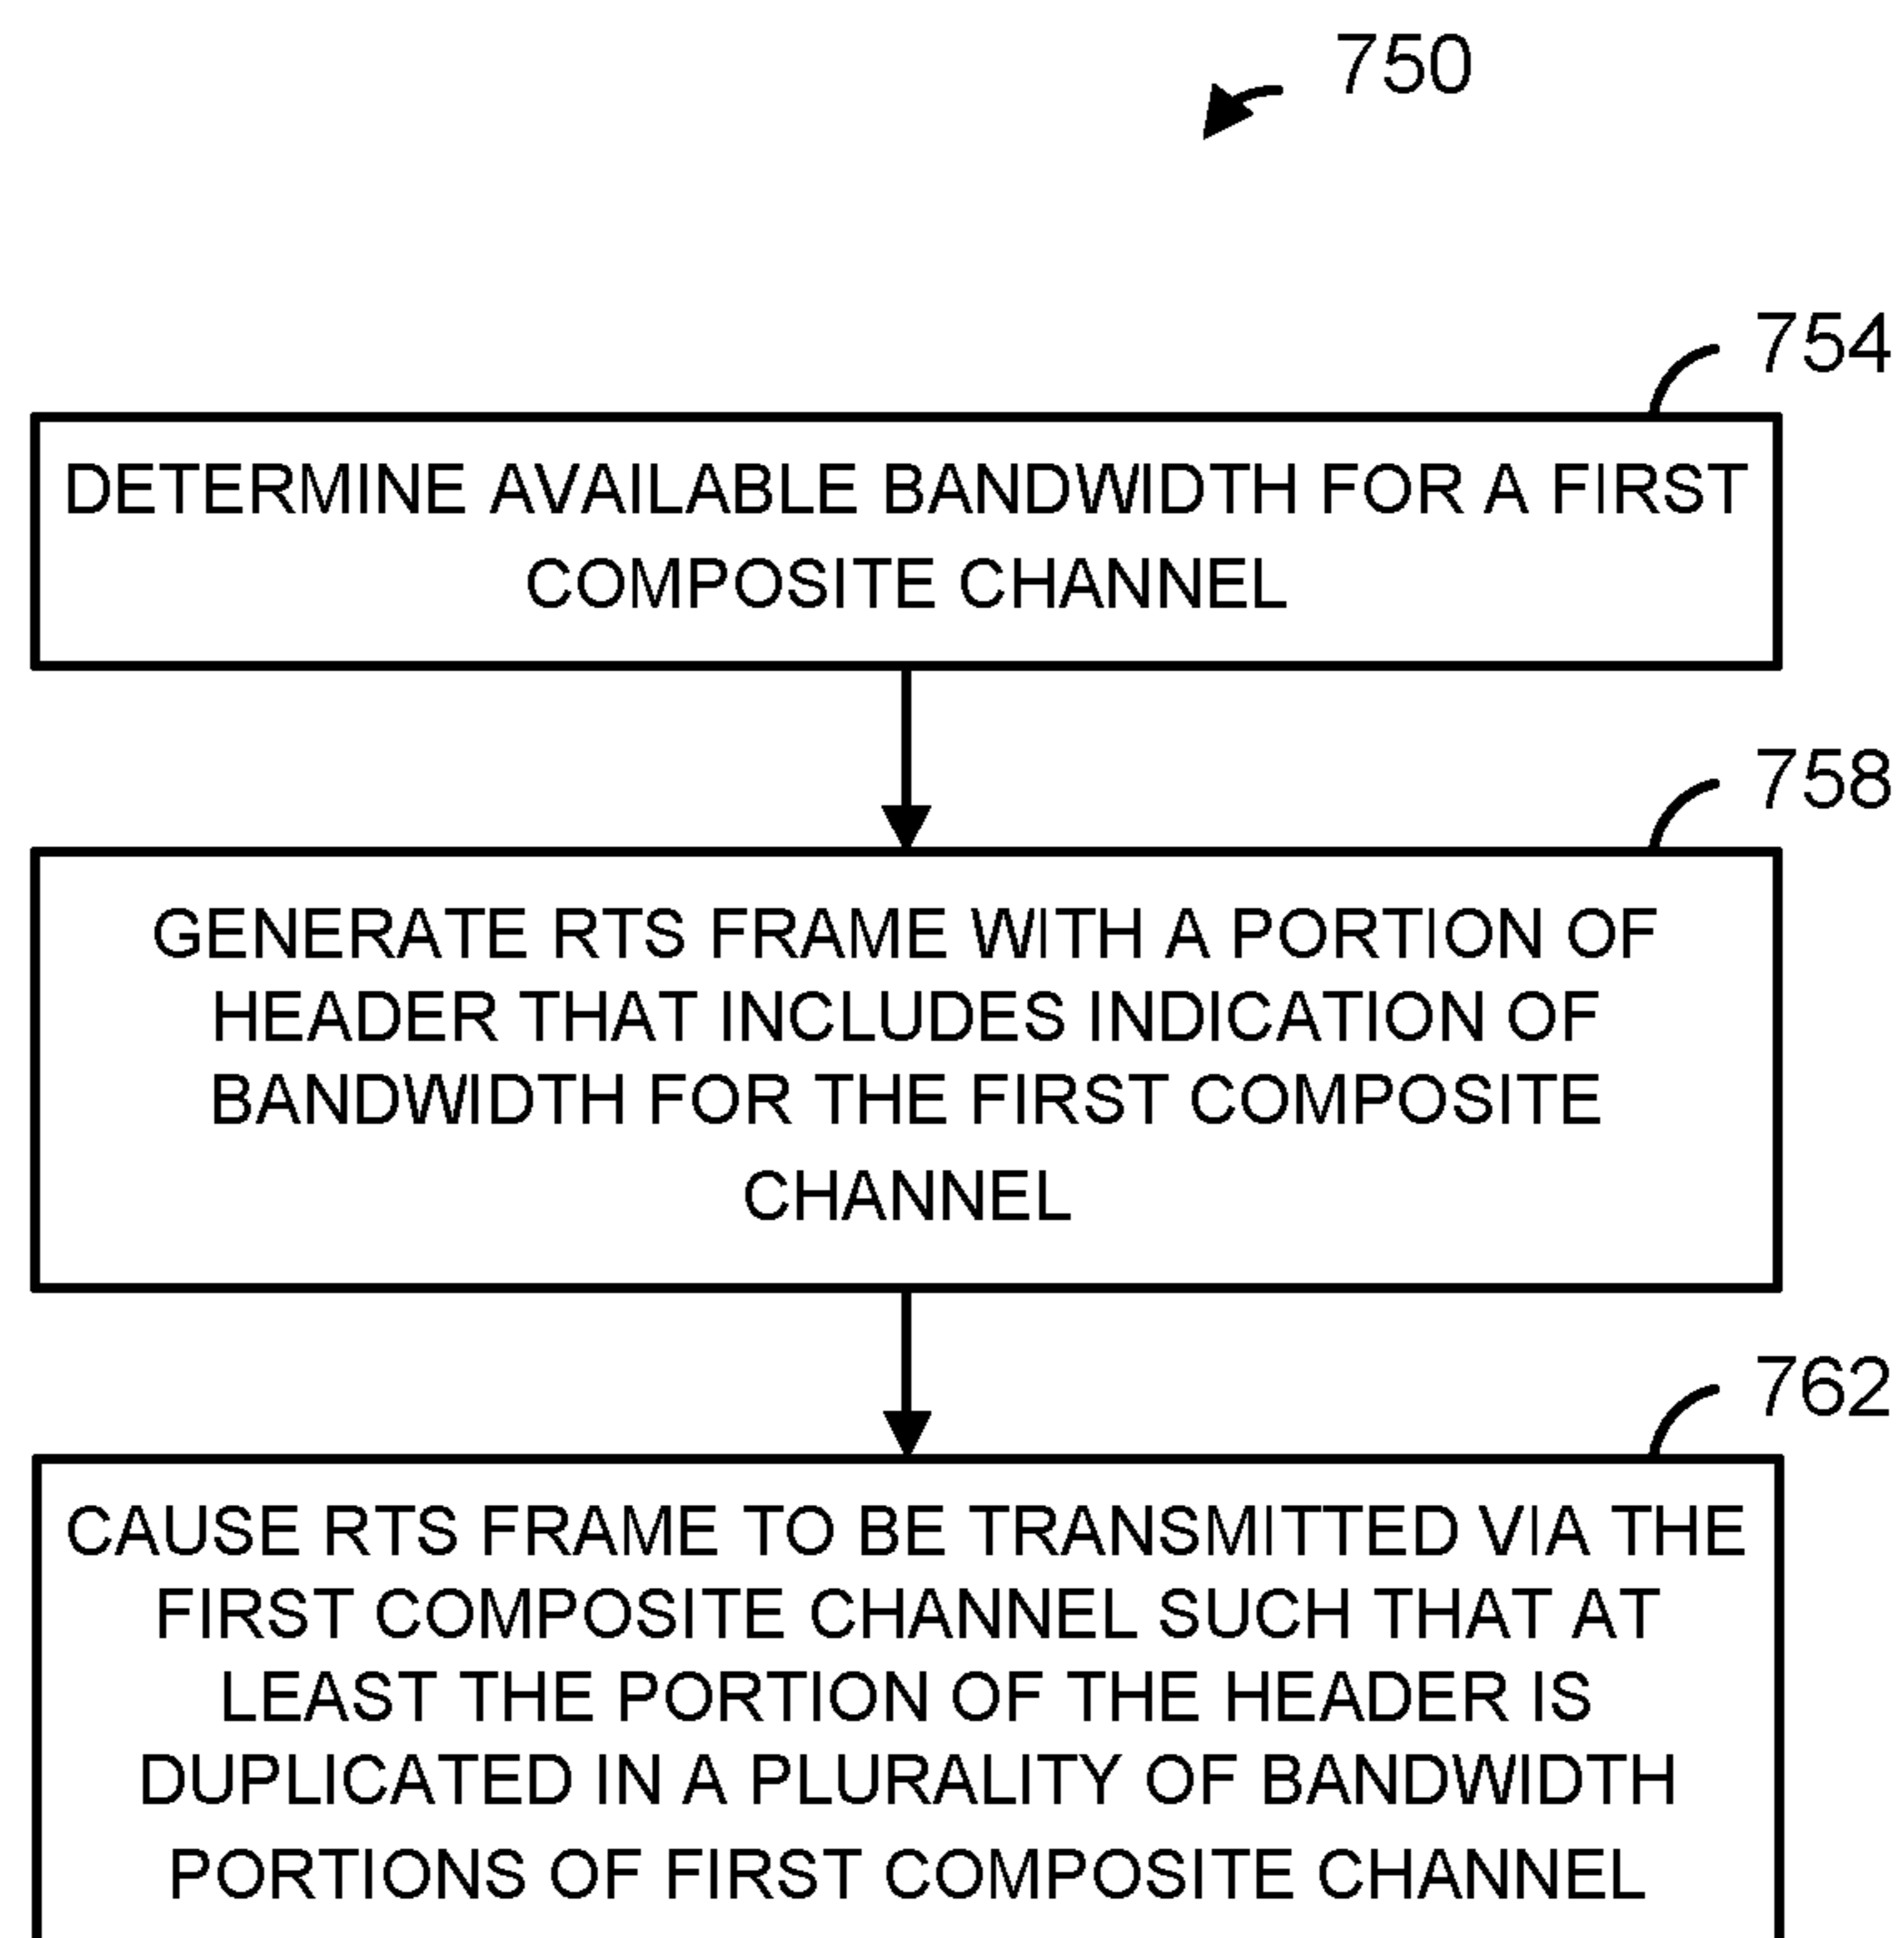 750
754
DETERMINE AVAILABLE BANDWIDTH FOR A FIRST
COMPOSITE CHANNEL
758
GENERATE RTS FRAME WITH A PORTION OF
HEADER THAT INCLUDES INDICATION OF
BANDWIDTH FOR THE FIRST COMPOSITE
CHANNEL
762
CAUSE RTS FRAME TO BE TRANSMITTED VIA THE
FIRST COMPOSITE CHANNEL SUCH THAT AT
LEAST THE PORTION OF THE HEADER IS
DUPLICATED IN A PLURALITY OF BANDWIDTH
PORTIONS OF FIRST COMPOSITE CHANNEL